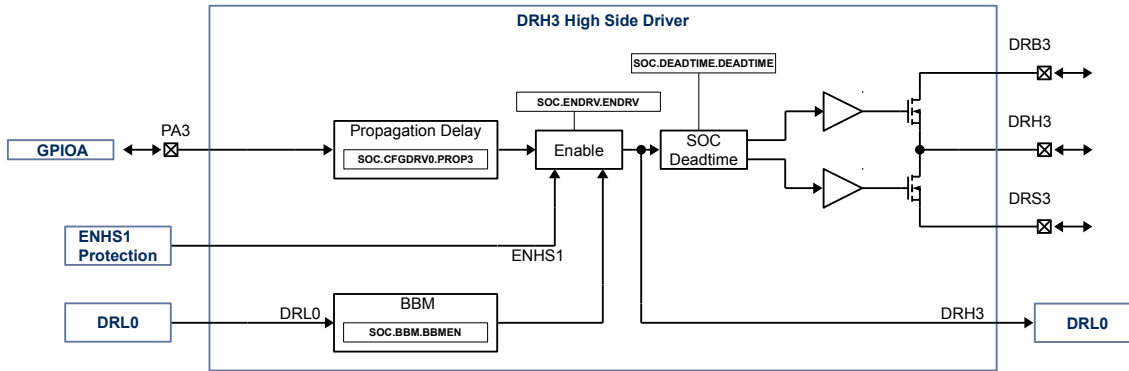 DRH3 High Side Driver
DRB3
SOC.DEADTIME.DEADTIME
SOC.ENDRV.ENDRV
PA3
Propagation Delay
SOC
Deadtime
DRH3
GPIOA
SOC.CFGDRV0.PROP3
Enable
DRS3
ENHS1
Protection
ENHS1
BBM
DRL0
DRL0
DRH3
DRL0
SOC.BBM.BBMEN